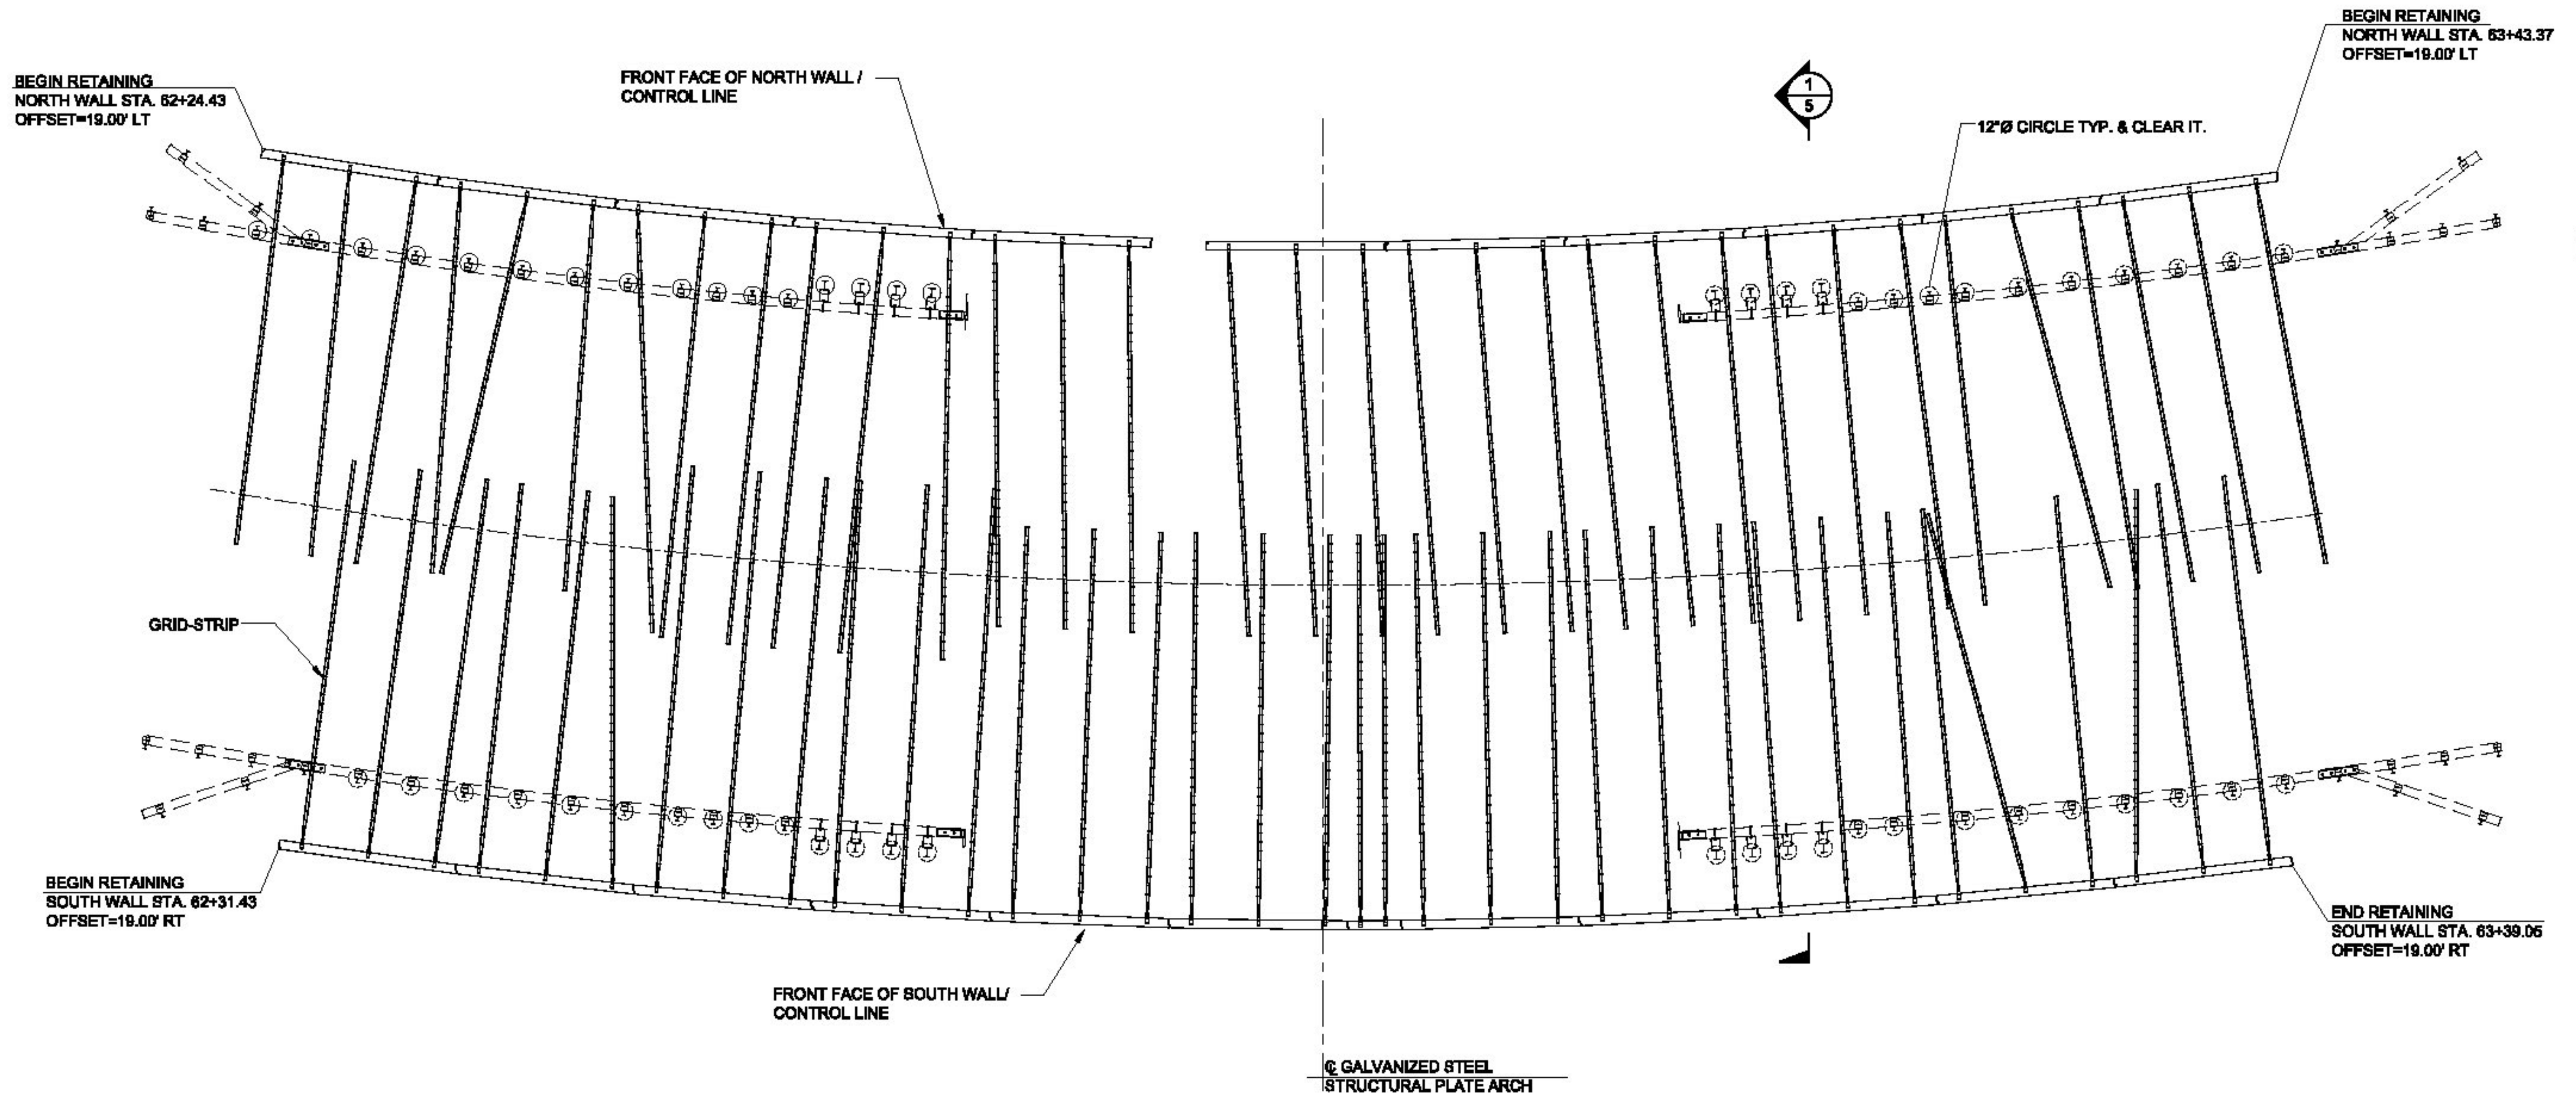 BEGIN RETAINING
NORTH WALL STA. 63+43.37
OFFSET=19.00' LT
BEGIN RETAINING
NORTH WALL STA. 62+24.43
OFFSET=19.00' LT
FRONT FACE OF NORTH WALL /
CONTROL LINE
1
5
12"Ø CIRCLE TYP. & CLEAR IT.
GRID-STRIP
BEGIN RETAINING
SOUTH WALL STA. 62+31.43
OFFSET=19.00' RT
END RETAINING
SOUTH WALL STA. 63+39.05
OFFSET=19.00' RT
FRONT FACE OF SOUTH WALL/
CONTROL LINE
℄ GALVANIZED STEEL
STRUCTURAL PLATE ARCH